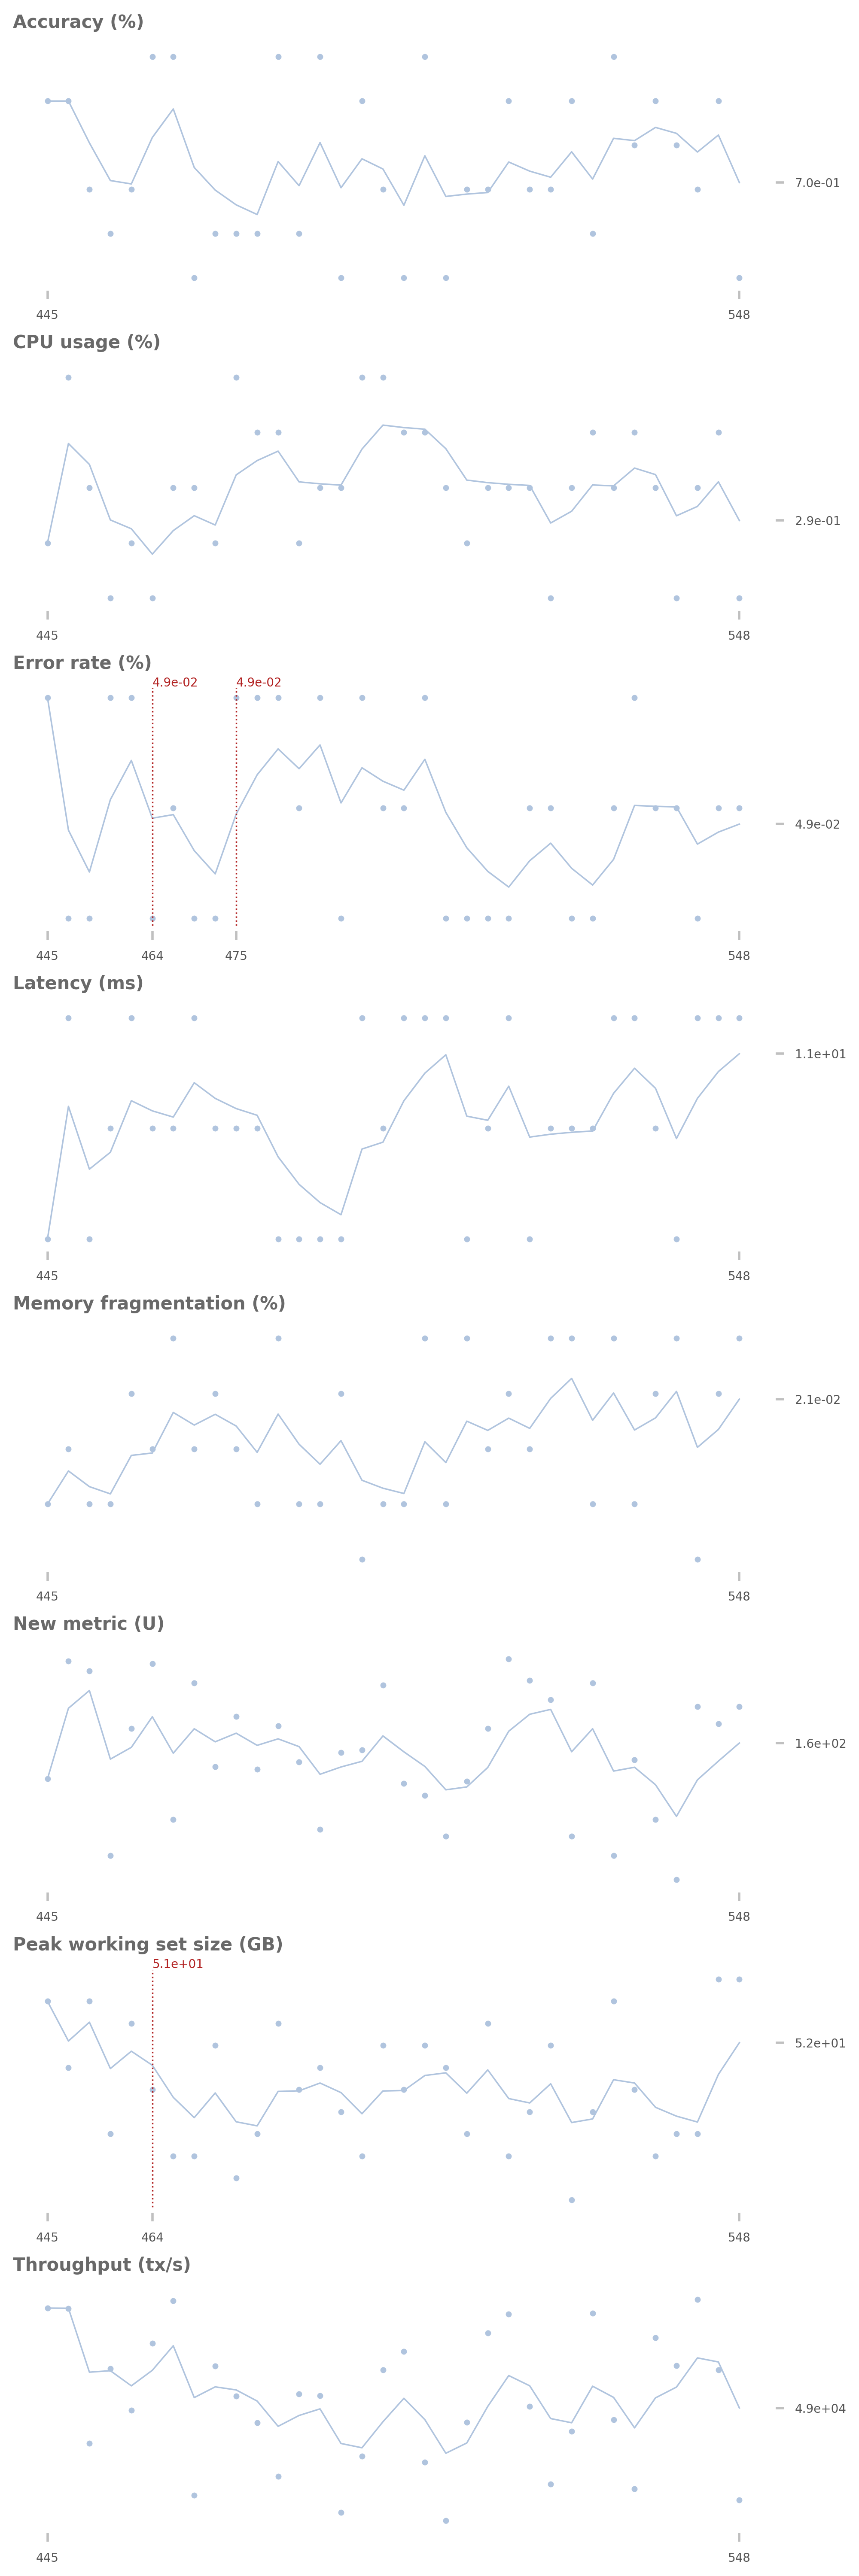 Accuracy (%)
7.0e-01
445 548
CPU usage (%)
2.9e-01
445 548
Error rate (%)
4.9e-02 4.9e-02
4.9e-02
445 464 475 548
Latency (ms)
1.1e+01
445 548
Memory fragmentation (%)
2.1e-02
445 548
New metric (U)
1.6e+02
445 548
Peak working set size (GB)
5.1e+01
5.2e+01
445 464 548
Throughput (tx/s)
4.9e+04
445 548